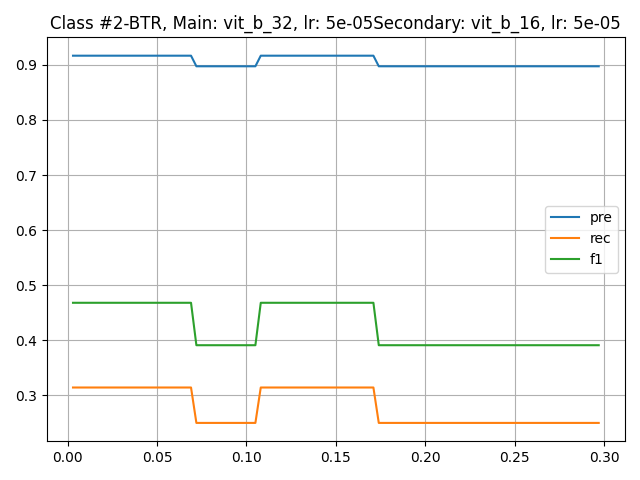 Class #2-BTR, Main: vit_b_32, lr: 5e-05Secondary: vit_b_16, lr: 5e-05
0.9
0.8
0.7
0.6
0.5
0.4
0.3
pre
rec
f1
0.00 0.05 0.10 0.15 0.20 0.25 0.30